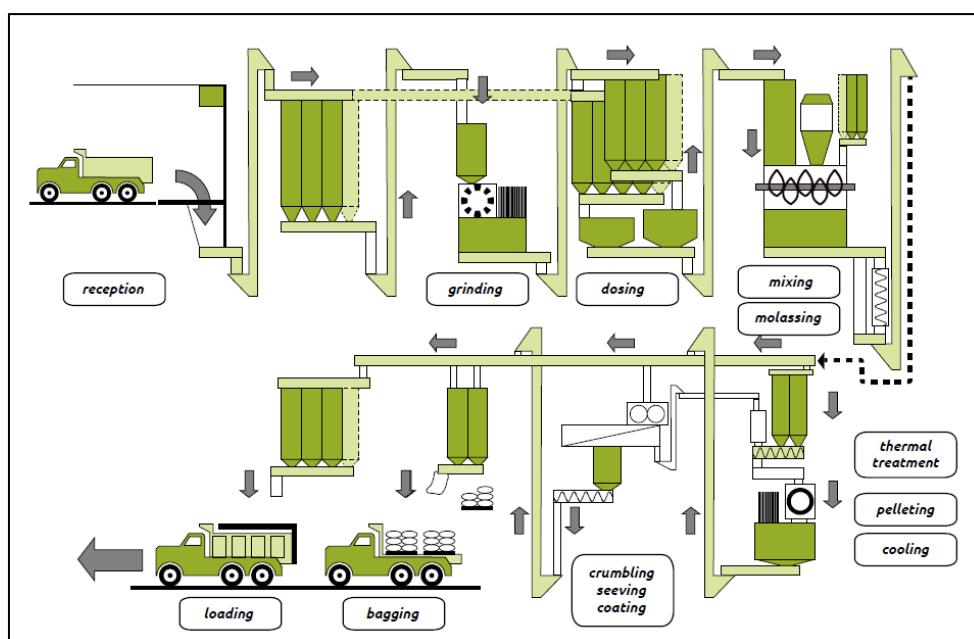 reception
grinding
dosing
mixing
molassing
thermal
treatment
pelleting
cooling
crumbling
seeving
coating
loading
bagging